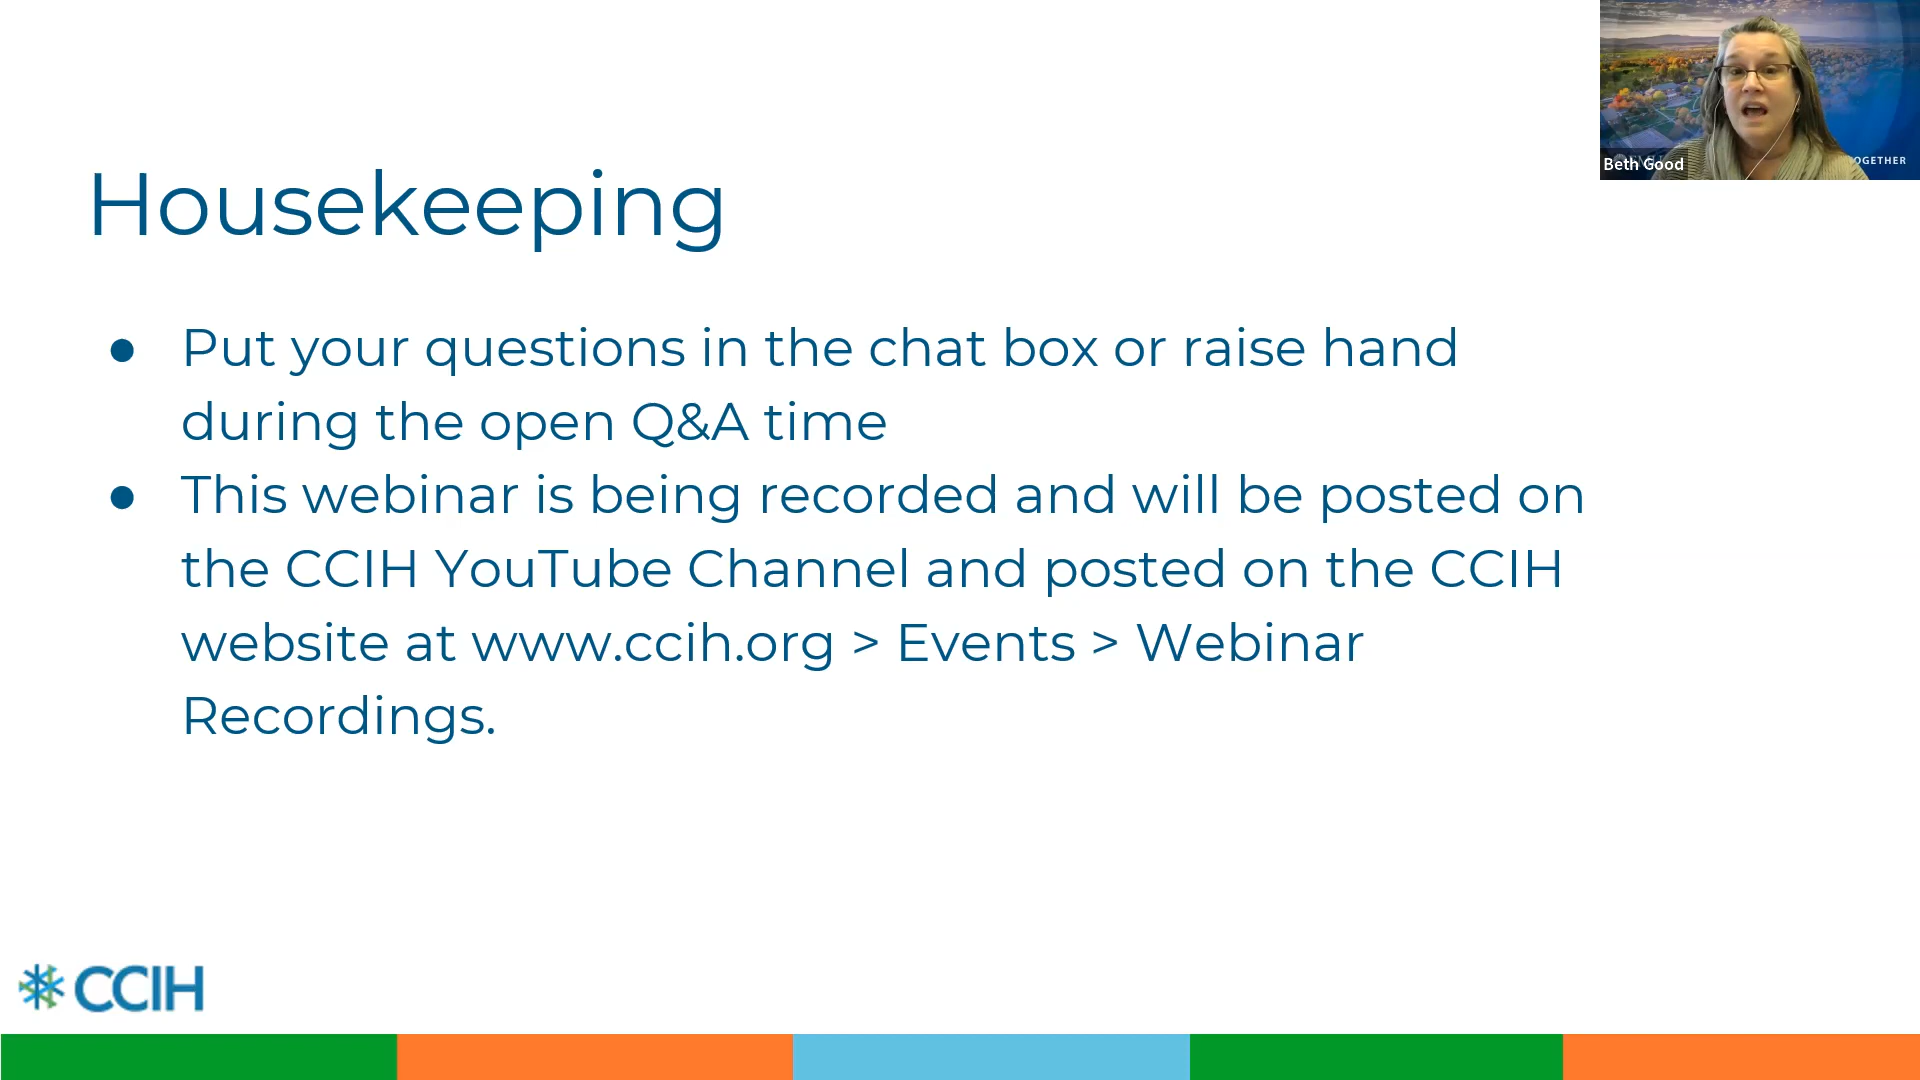 Housekeeping
● Put your questions in the chat box or raise hand
during the open Q&A time
● This webinar is being recorded and will be posted on
the CCIH YouTube Channel and posted on the CCIH
website at www.ccih.org > Events > Webinar
Recordings.
Beth Good
OGETHER
CCIH